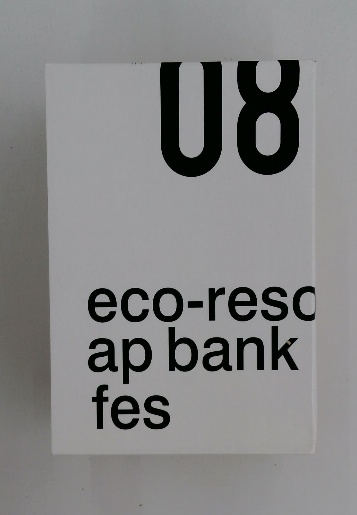 08
eco-reso
ap bank
fes